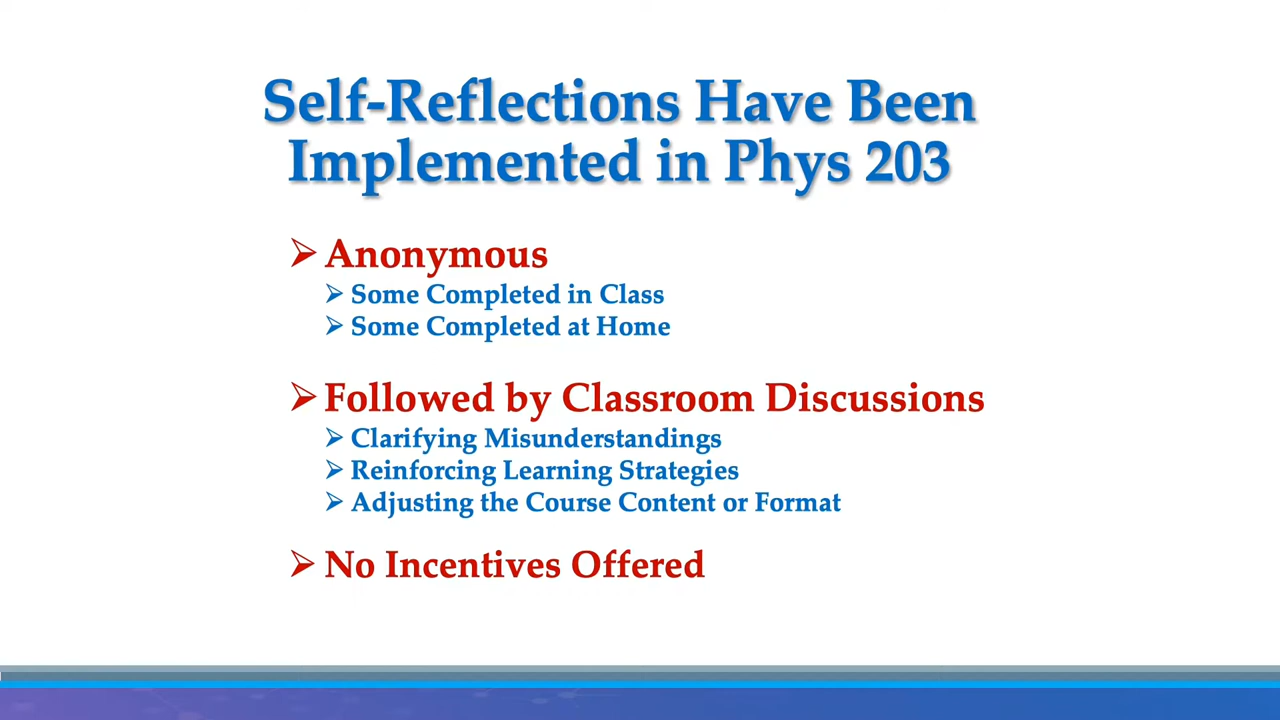 Self-Reflections Have Been
Implemented in Phys 203
Anonymous
Some Completed in Class
Some Completed at Home
Followed by Classroom Discussions
Clarifying Misunderstandings
Reinforcing Learning Strategies
Adjusting the Course Content or Format
No Incentives Offered